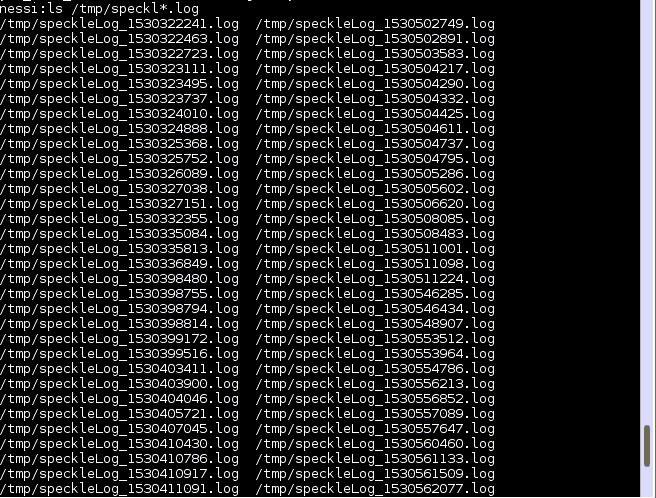 nessi:ls /tmp/speckl*.log
/tmp/speckleLog_1530322241.log /tmp/speckleLog_1530502749.log
/tmp/speckleLog_1530322463.log /tmp/speckleLog_1530502891.log
/tmp/speckleLog_1530322723.log /tmp/speckleLog_1530503583.log
/tmp/speckleLog_1530323111.log /tmp/speckleLog_1530504217.log
/tmp/speckleLog_1530323495.log /tmp/speckleLog_1530504290.log
/tmp/speckleLog_1530323737.log /tmp/speckleLog_1530504332.log
/tmp/speckleLog_1530324010.log /tmp/speckleLog_1530504425.log
/tmp/speckleLog_1530324888.log /tmp/speckleLog_1530504611.log
/tmp/speckleLog_1530325368.log /tmp/speckleLog_1530504737.log
/tmp/speckleLog_1530325752.log /tmp/speckleLog_1530504795.log
/tmp/speckleLog_1530326089.log /tmp/speckleLog_1530505286.log
/tmp/speckleLog_1530327038.log /tmp/speckleLog_1530505602.log
/tmp/speckleLog_1530327151.log /tmp/speckleLog_1530506620.log
/tmp/speckleLog_1530332355.log /tmp/speckleLog_1530508085.log
/tmp/speckleLog_1530335084.log /tmp/speckleLog_1530508483.log
/tmp/speckleLog_1530335813.log /tmp/speckleLog_1530511001.log
/tmp/speckleLog_1530336849.log /tmp/speckleLog_1530511098.log
/tmp/speckleLog_1530398480.log /tmp/speckleLog_1530511224.log
/tmp/speckleLog_1530398755.log /tmp/speckleLog_1530546285.log
/tmp/speckleLog_1530398794.log /tmp/speckleLog_1530546434.log
/tmp/speckleLog_1530398814.log /tmp/speckleLog_1530548907.log
/tmp/speckleLog_1530399172.log /tmp/speckleLog_1530553512.log
/tmp/speckleLog_1530399516.log /tmp/speckleLog_1530553964.log
/tmp/speckleLog_1530403411.log /tmp/speckleLog_1530554786.log
/tmp/speckleLog_1530403900.log /tmp/speckleLog_1530556213.log
/tmp/speckleLog_1530404046.log /tmp/speckleLog_1530556852.log
/tmp/speckleLog_1530405721.log /tmp/speckleLog_1530557089.log
/tmp/speckleLog_1530407045.log /tmp/speckleLog_1530557647.log
/tmp/speckleLog_1530410430.log /tmp/speckleLog_1530560460.log
/tmp/speckleLog_1530410786.log /tmp/speckleLog_1530561133.log
/tmp/speckleLog_1530410917.log /tmp/speckleLog_1530561509.log
/tmp/speckleLog_1530411091.log /tmp/speckleLog_1530562077.log